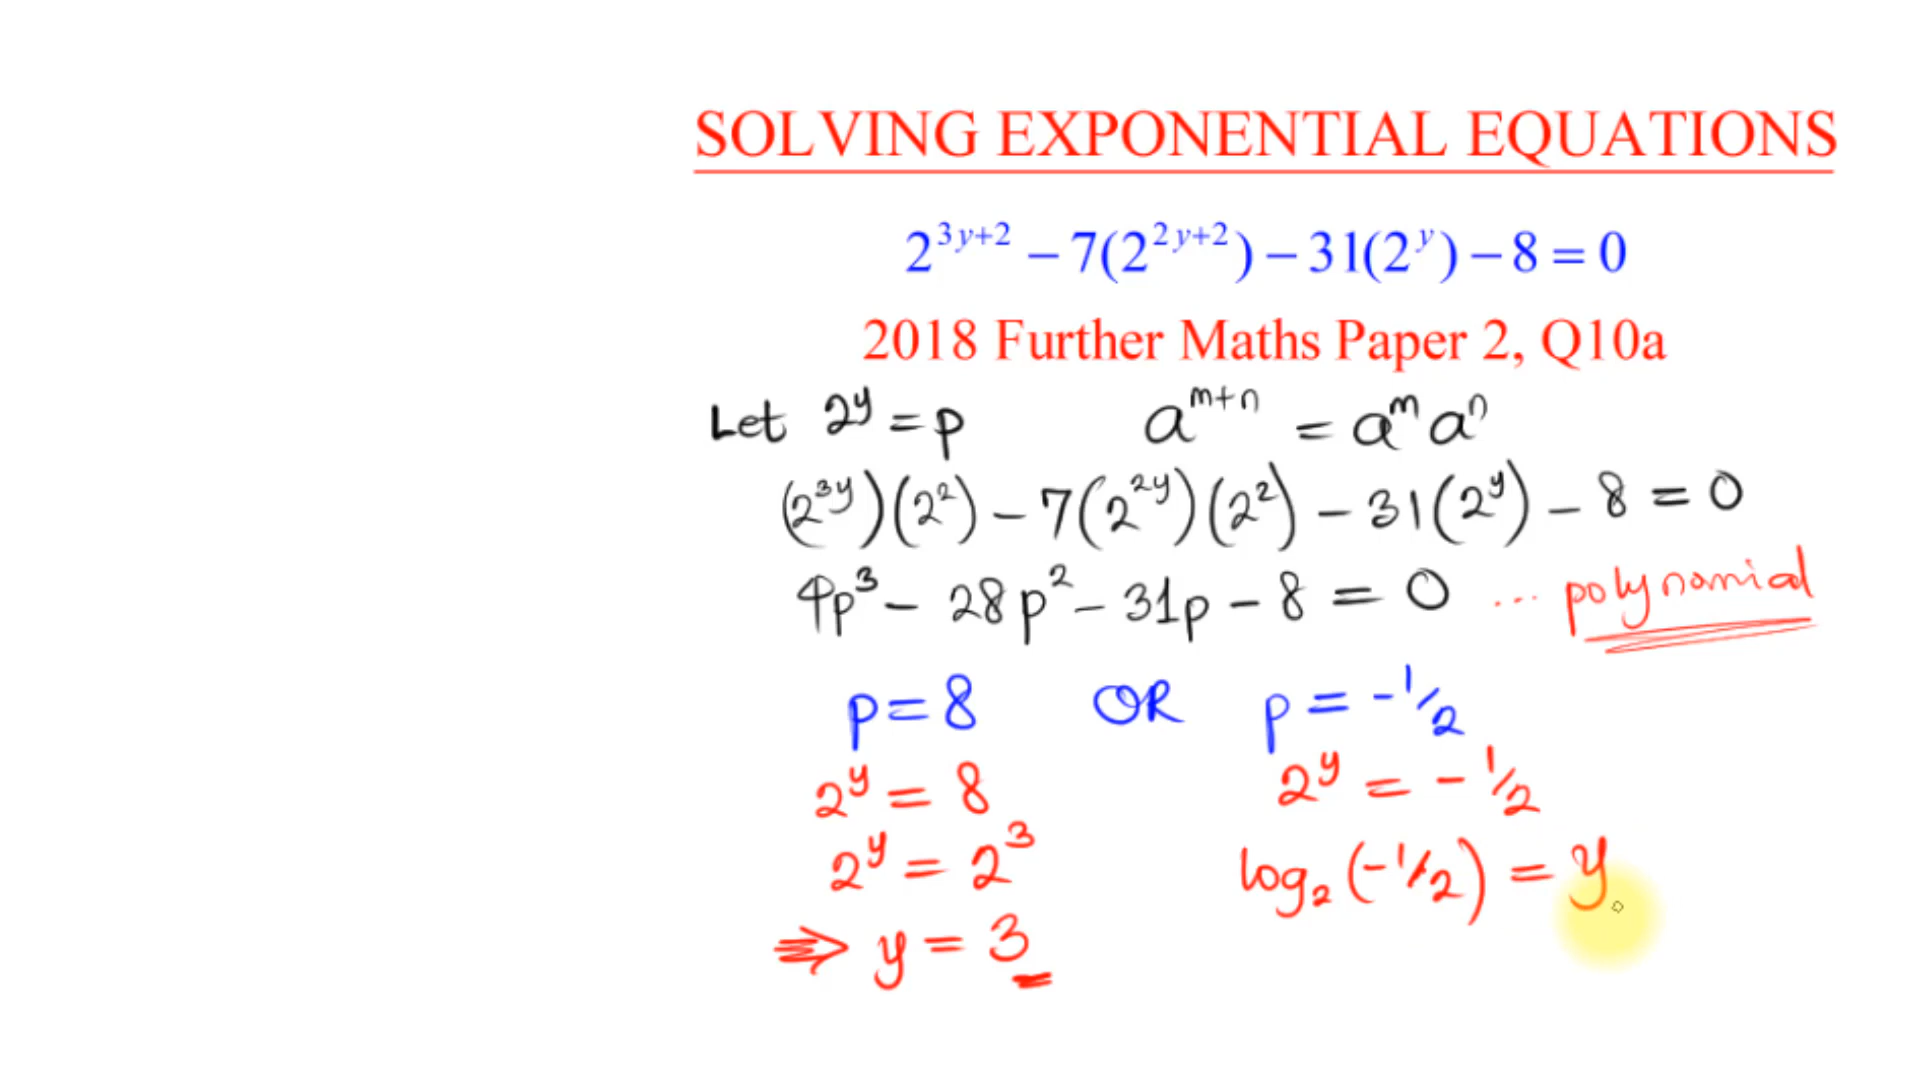 SOLVING EXPONENTIAL EQUATIONS
2^{3y+2} − 7(2^{2y+2}) − 31(2^y) − 8 = 0
2018 Further Maths Paper 2, Q10a
Let 2^y = p a^{m+n} = a^m a^n
(2^{3y})(2^2) − 7(2^{2y})(2^2) − 31(2^y) − 8 = 0
4p^3 − 28p^2 − 31p − 8 = 0 ... polynomial
p = 8 OR p = −1/2
2^y = 8 2^y = −1/2
2^y = 2^3 log_2(−1/2) = y
⇒ y = 3